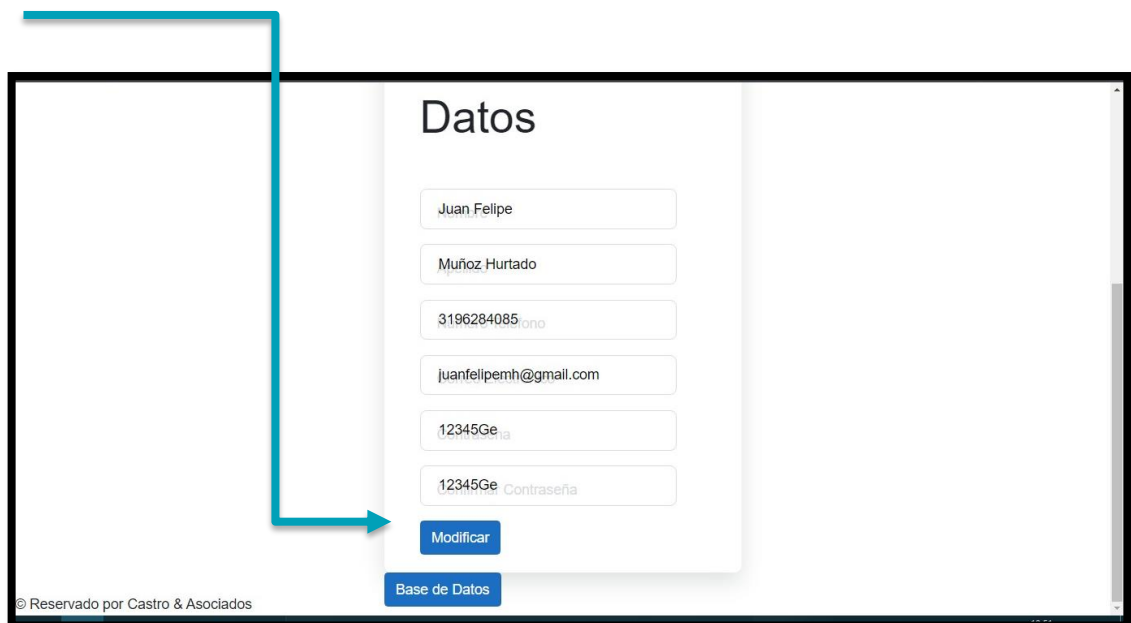 Datos
Juan Felipe
Muñoz Hurtado
3196284085
juanfelipemh@gmail.com
12345Ge
12345Ge Contraseña
Modificar
Base de Datos
© Reservado por Castro & Asociados